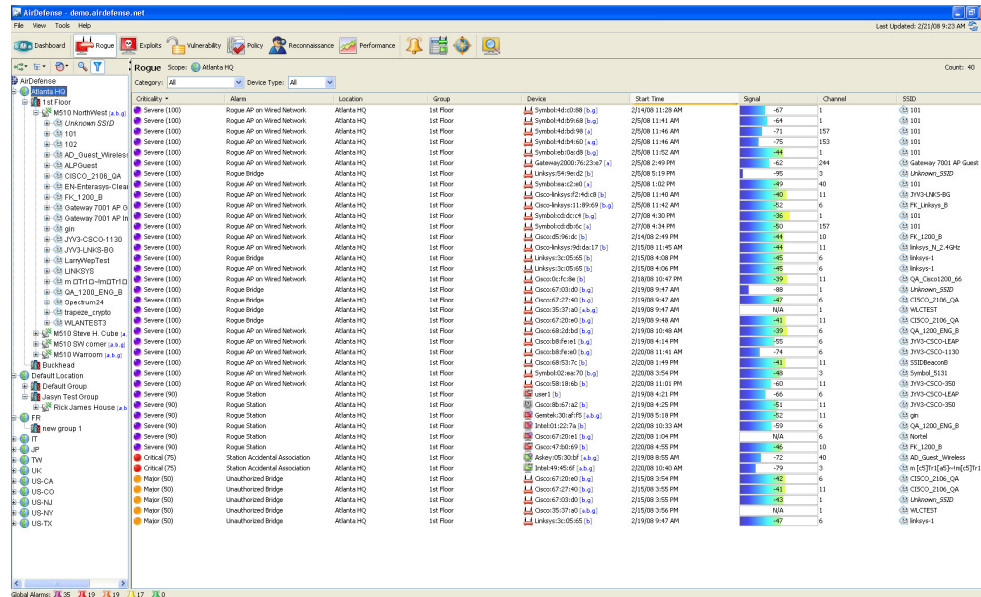 AirDefense - demo.airdefense.net
File View Tools Help
Last Updated: 2/21/08 9:23 AM
Dashboard Rogue Exploits Vulnerability Policy Reconnaissance Performance
Rogue Scope: Atlanta HQ
Count: 40
Category: All Device Type: All
AirDefense
Atlanta HQ
1st Floor
M510 NorthWest [a,b,g]
Unknown SSID
101
102
AD_Guest_Wireless
ALPGuest
CISCO_2106_QA
EN-Enterasys-Clear
FK_1200_B
Gateway 7001 AP G
Gateway 7001 AP In
gin
JYV3-CSCO-1130
JYV3-LNKS-BG
LarryWepTest
LINKSYS
QA_1200_ENG_B
Spectrum24
trapeze_crypto
WLANTEST3
M510 Steve H. Cube [a,
M510 SW corner [a,b,g]
M510 Warroom [a,b,g]
Buckhead
Default Location
Default Group
Jasyn Test Group
Rick James House [a,b
FR
new group 1
IT
JP
TW
UK
US-CA
US-CO
US-NJ
US-NY
US-TX
Criticality Alarm Location Group Device Start Time Signal Channel SSID
Severe (100) Rogue AP on Wired Network Atlanta HQ 1st Floor Symbol:4d:c0:88 [b,g] 2/14/08 11:28 AM -67 1 101
Severe (100) Rogue AP on Wired Network Atlanta HQ 1st Floor Symbol:4d:b9:68 [b,g] 2/5/08 11:41 AM -64 1 101
Severe (100) Rogue AP on Wired Network Atlanta HQ 1st Floor Symbol:4d:bd:98 [a] 2/5/08 11:46 AM -71 157 101
Severe (100) Rogue AP on Wired Network Atlanta HQ 1st Floor Symbol:4d:b4:60 [a,g] 2/5/08 11:46 AM -75 153 101
Severe (100) Rogue AP on Wired Network Atlanta HQ 1st Floor Symbol:eb:0a:d8 [b,g] 2/5/08 11:52 AM -44 1 101
Severe (100) Rogue AP on Wired Network Atlanta HQ 1st Floor Gateway2000:76:23:e7 [a] 2/5/08 2:49 PM -62 244 Gateway 7001 AP Guest
Severe (100) Rogue Bridge Atlanta HQ 1st Floor Linksys:54:9e:d2 [b] 2/5/08 5:19 PM -95 3 Unknown_SSID
Severe (100) Rogue AP on Wired Network Atlanta HQ 1st Floor Symbol:ea:c2:e0 [a] 2/5/08 1:02 PM -49 40 101
Severe (100) Rogue AP on Wired Network Atlanta HQ 1st Floor Cisco-linksys:f2:4d:c8 [b] 2/5/08 11:40 AM -40 11 JYV3-LNKS-BG
Severe (100) Rogue AP on Wired Network Atlanta HQ 1st Floor Cisco-linksys:11:89:69 [b,g] 2/5/08 11:42 AM -52 6 FK_Linksys_B
Severe (100) Rogue AP on Wired Network Atlanta HQ 1st Floor Symbol:cd:dc:c4 [b,g] 2/7/08 4:30 PM -36 1 101
Severe (100) Rogue AP on Wired Network Atlanta HQ 1st Floor Symbol:cd:db:6c [a] 2/7/08 4:34 PM -50 157 101
Severe (100) Rogue AP on Wired Network Atlanta HQ 1st Floor Cisco:d5:96:dc [b] 2/14/08 2:49 PM -44 10 FK_1200_B
Severe (100) Rogue AP on Wired Network Atlanta HQ 1st Floor Cisco-linksys:9d:da:17 [b] 2/15/08 11:45 AM -44 11 linksys_N_2.4GHz
Severe (100) Rogue Bridge Atlanta HQ 1st Floor Linksys:3c:05:65 [b] 2/15/08 4:08 PM -45 6 linksys-1
Severe (100) Rogue AP on Wired Network Atlanta HQ 1st Floor Linksys:3c:05:65 [b] 2/15/08 4:06 PM -45 6 linksys-1
Severe (100) Rogue AP on Wired Network Atlanta HQ 1st Floor Cisco:0c:fc:8e [b] 2/18/08 10:47 PM -39 11 QA_Cisco1200_66
Severe (100) Rogue Bridge Atlanta HQ 1st Floor Cisco:67:03:d0 [b,g] 2/19/08 9:47 AM -88 1 Unknown_SSID
Severe (100) Rogue Bridge Atlanta HQ 1st Floor Cisco:67:27:40 [b,g] 2/19/08 9:47 AM -47 6 CISCO_2106_QA
Severe (100) Rogue Bridge Atlanta HQ 1st Floor Cisco:35:37:a0 [a,b,g] 2/19/08 9:47 AM N/A 1 WLCTEST
Severe (100) Rogue Bridge Atlanta HQ 1st Floor Cisco:67:20:e0 [b,g] 2/19/08 9:48 AM -41 11 CISCO_2106_QA
Severe (100) Rogue AP on Wired Network Atlanta HQ 1st Floor Cisco:68:2d:bd [b,g] 2/19/08 10:48 AM -39 6 QA_1200_ENG_B
Severe (100) Rogue AP on Wired Network Atlanta HQ 1st Floor Cisco:b8:fe:e1 [b,g] 2/19/08 4:14 PM -55 6 JYV3-CSCO-LEAP
Severe (100) Rogue AP on Wired Network Atlanta HQ 1st Floor Cisco:b8:fe:e0 [b,g] 2/20/08 11:41 AM -74 6 JYV3-CSCO-1130
Severe (100) Rogue AP on Wired Network Atlanta HQ 1st Floor Cisco:68:53:7c [b] 2/20/08 1:49 PM -41 11 SSIDBeaconB
Severe (100) Rogue AP on Wired Network Atlanta HQ 1st Floor Symbol:02:ea:70 [b,g] 2/20/08 3:54 PM -48 3 Symbol_5131
Severe (100) Rogue AP on Wired Network Atlanta HQ 1st Floor Cisco:58:18:6b [b] 2/20/08 11:01 PM -60 11 JYV3-CSCO-350
Severe (90) Rogue Station Atlanta HQ 1st Floor user1 [b] 2/19/08 4:21 PM -66 6 JYV3-CSCO-LEAP
Severe (90) Rogue Station Atlanta HQ 1st Floor Cisco:8b:67:a2 [b] 2/19/08 4:25 PM -51 11 JYV3-CSCO-350
Severe (90) Rogue Station Atlanta HQ 1st Floor Gemtek:30:af:f5 [a,b,g] 2/19/08 5:18 PM -52 11 gin
Severe (90) Rogue Station Atlanta HQ 1st Floor Intel:01:22:7a [b] 2/20/08 10:33 AM -59 6 QA_1200_ENG_B
Severe (90) Rogue Station Atlanta HQ 1st Floor Cisco:67:20:e1 [b,g] 2/20/08 1:04 PM N/A 6 Nortel
Severe (90) Rogue Station Atlanta HQ 1st Floor Cisco:47:b0:69 [b] 2/20/08 4:55 PM -46 10 FK_1200_B
Critical (75) Station Accidental Association Atlanta HQ 1st Floor Askey:05:30:bf [a,b,g] 2/19/08 8:55 AM -72 40 AD_Guest_Wireless
Critical (75) Station Accidental Association Atlanta HQ 1st Floor Intel:49:45:6f [a,b,g] 2/20/08 10:40 AM -79 3
Major (50) Unauthorized Bridge Atlanta HQ 1st Floor Cisco:67:20:e0 [b,g] 2/15/08 3:54 PM -42 6 CISCO_2106_QA
Major (50) Unauthorized Bridge Atlanta HQ 1st Floor Cisco:67:27:40 [b,g] 2/15/08 3:55 PM -41 11 CISCO_2106_QA
Major (50) Unauthorized Bridge Atlanta HQ 1st Floor Cisco:67:03:d0 [b,g] 2/15/08 3:55 PM -43 1 Unknown_SSID
Major (50) Unauthorized Bridge Atlanta HQ 1st Floor Cisco:35:37:a0 [a,b,g] 2/15/08 3:56 PM N/A 1 WLCTEST
Major (50) Unauthorized Bridge Atlanta HQ 1st Floor Linksys:3c:05:65 [b] 2/19/08 9:47 AM -47 6 linksys-1
Global Alarms: 35 19 19 17 0